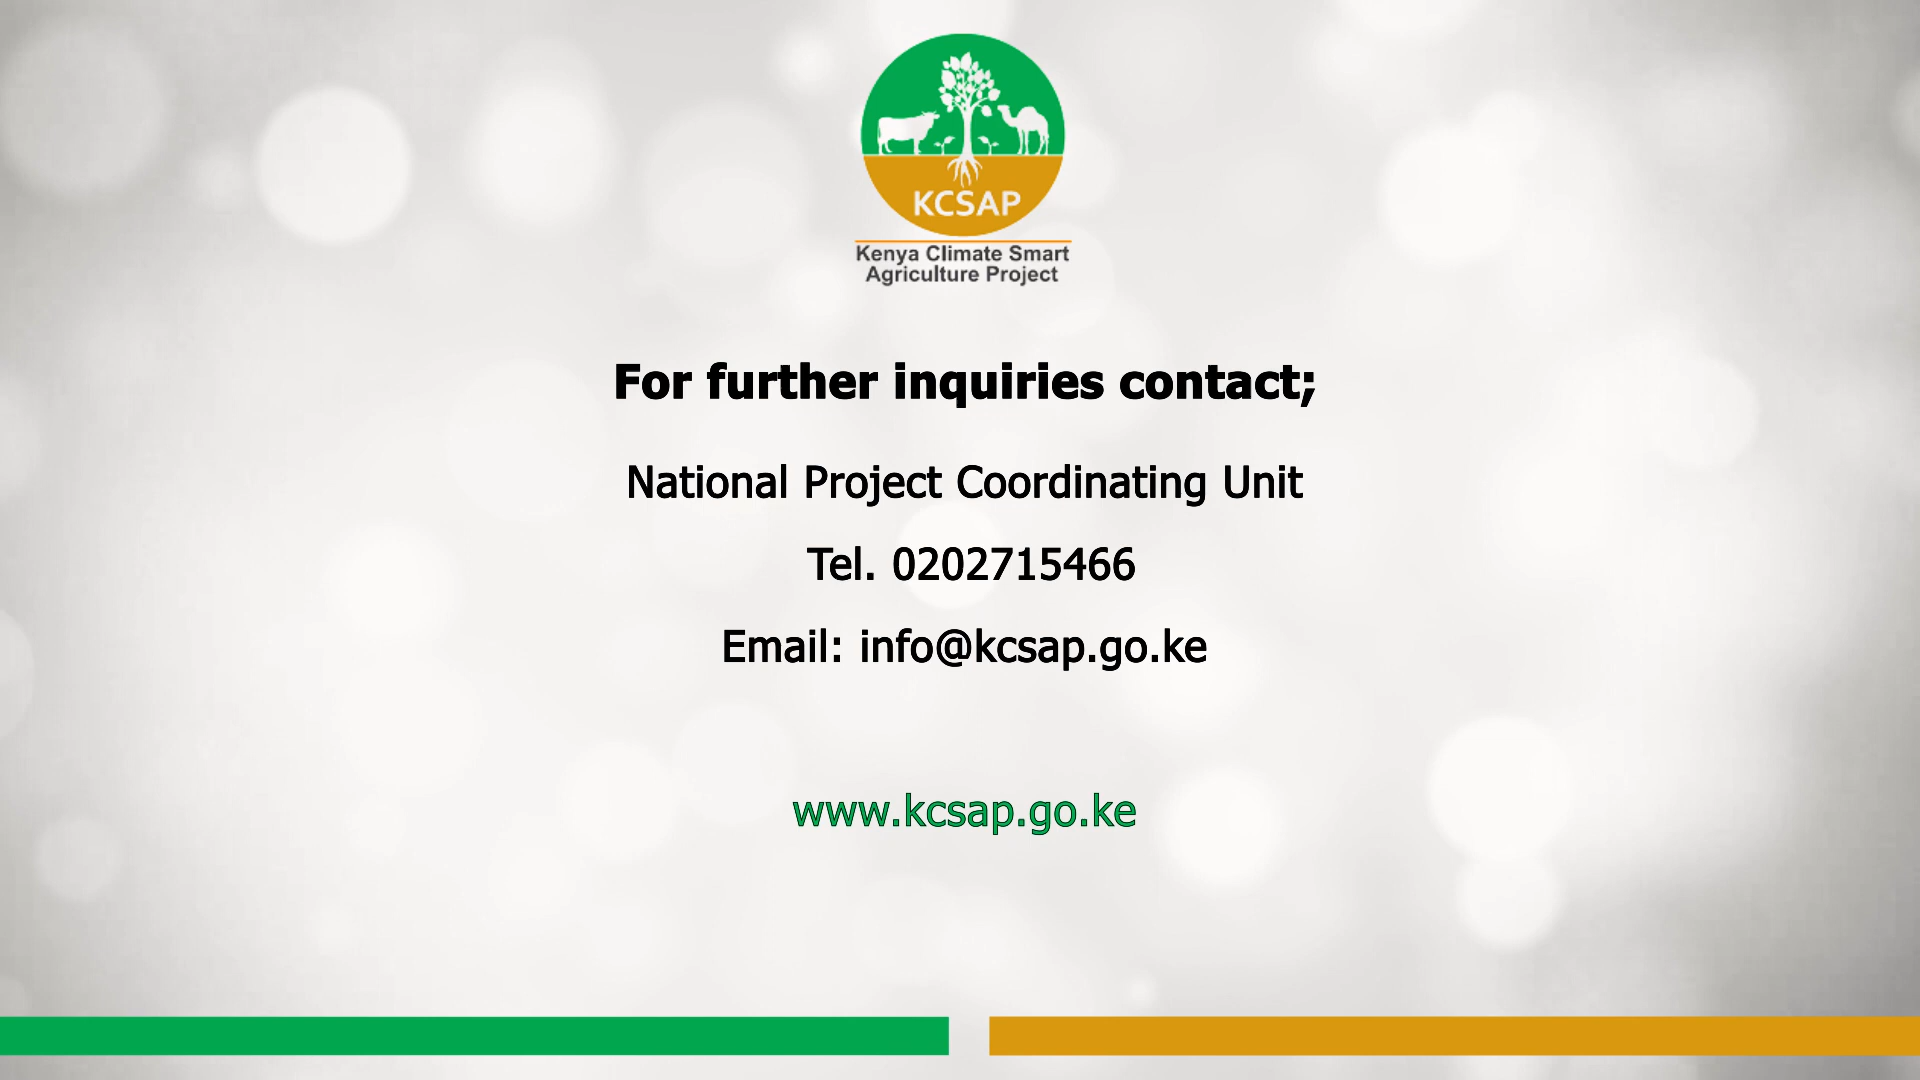 KCSAP
Kenya Climate Smart
Agriculture Project
For further inquiries contact;
National Project Coordinating Unit
Tel. 0202715466
Email: info@kcsap.go.ke
www.kcsap.go.ke